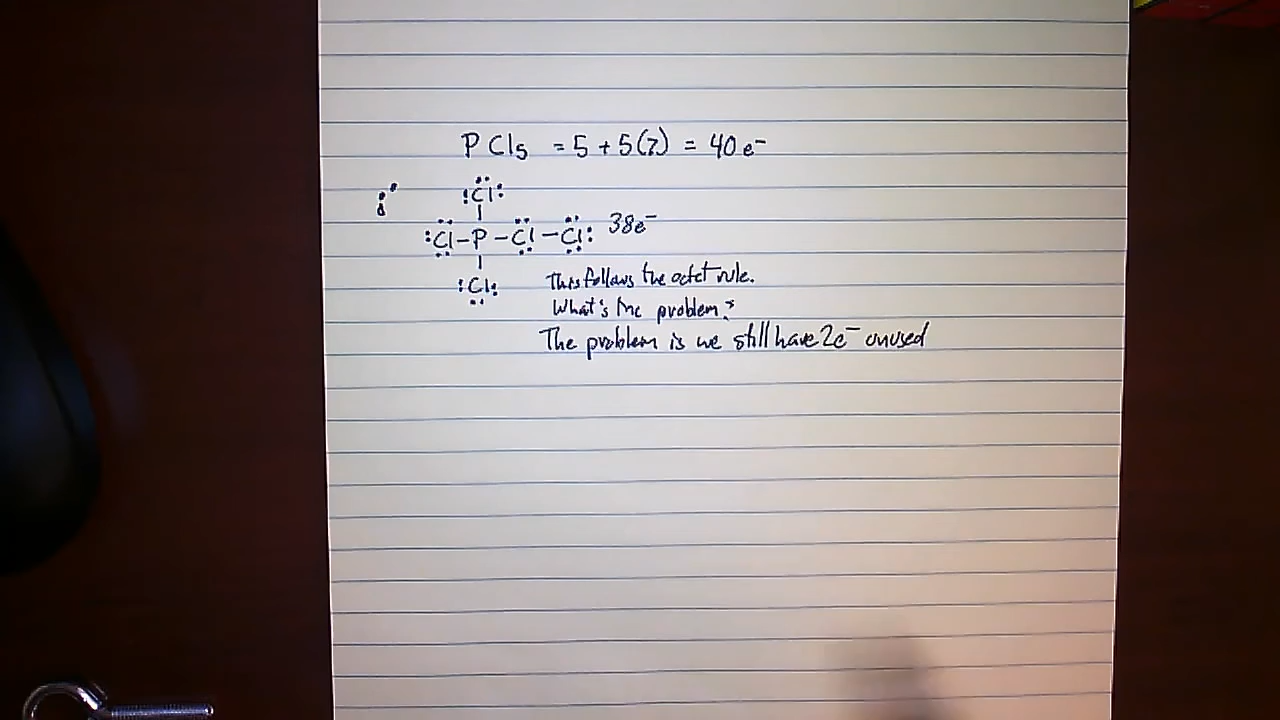 PCl5 = 5 + 5(7) = 40 e-
:Cl:
:Cl-P-Cl-Cl: 38e-
:Cl:
This follows the octet rule.
What's the problem?
The problem is we still have 2e- unused